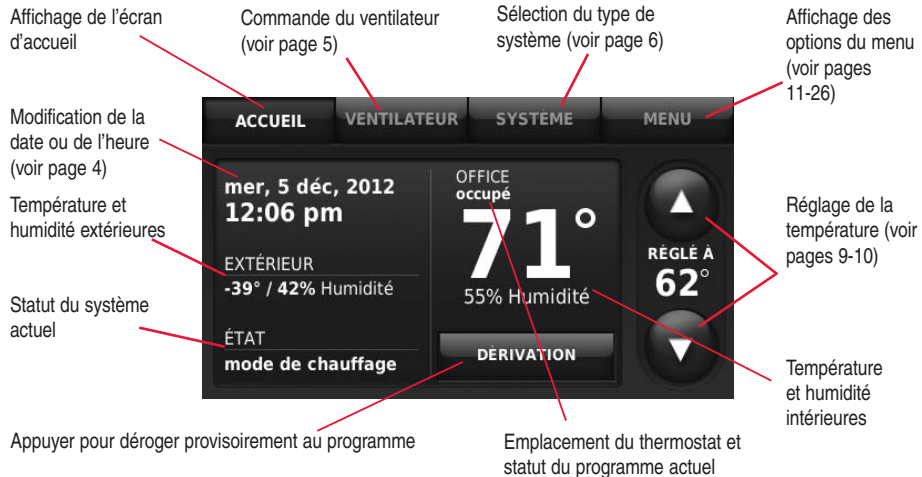 Affichage de l'écran
d'accueil
Commande du ventilateur
(voir page 5)
Sélection du type de
système (voir page 6)
Affichage des
options du menu
(voir pages
11-26)
Modification de la
date ou de l'heure
(voir page 4)
Température et
humidité extérieures
Statut du système
actuel
ACCUEIL
VENTILATEUR
SYSTÈME
MENU
mer, 5 déc, 2012
12:06 pm
EXTÉRIEUR
-39° / 42% Humidité
ÉTAT
mode de chauffage
OFFICE
occupé
71°
55% Humidité
DÉRIVATION
RÉGLÉ À
62°
Réglage de la
température (voir
pages 9-10)
Température
et humidité
intérieures
Appuyer pour déroger provisoirement au programme
Emplacement du thermostat et
statut du programme actuel